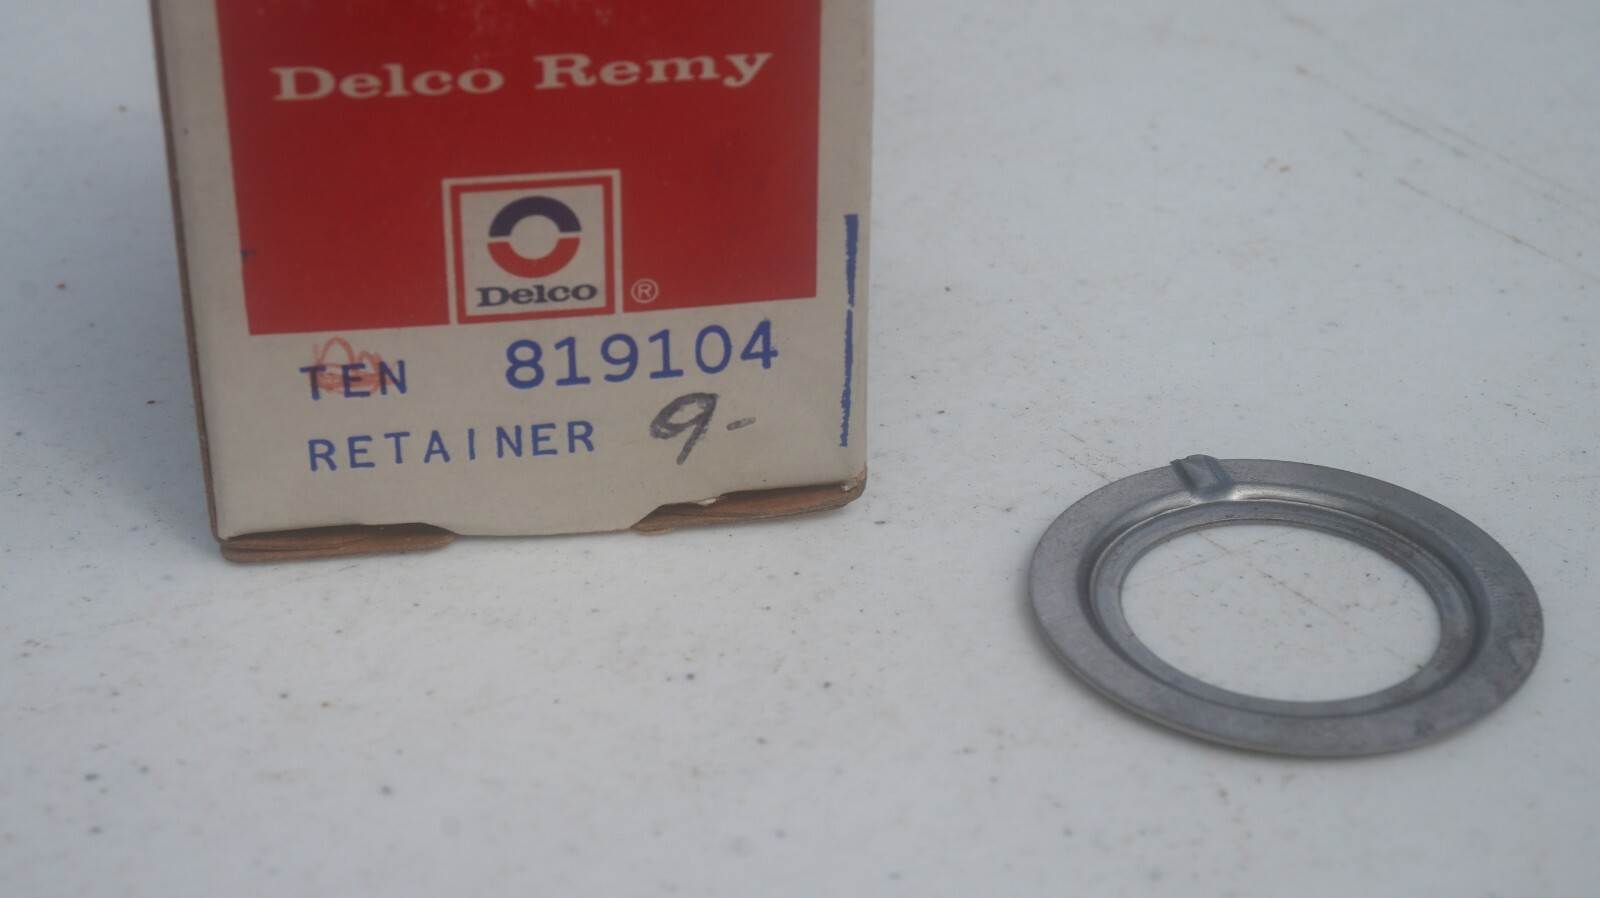 Delco Remy
Delco ®
TEN 819104
RETAINER 9-